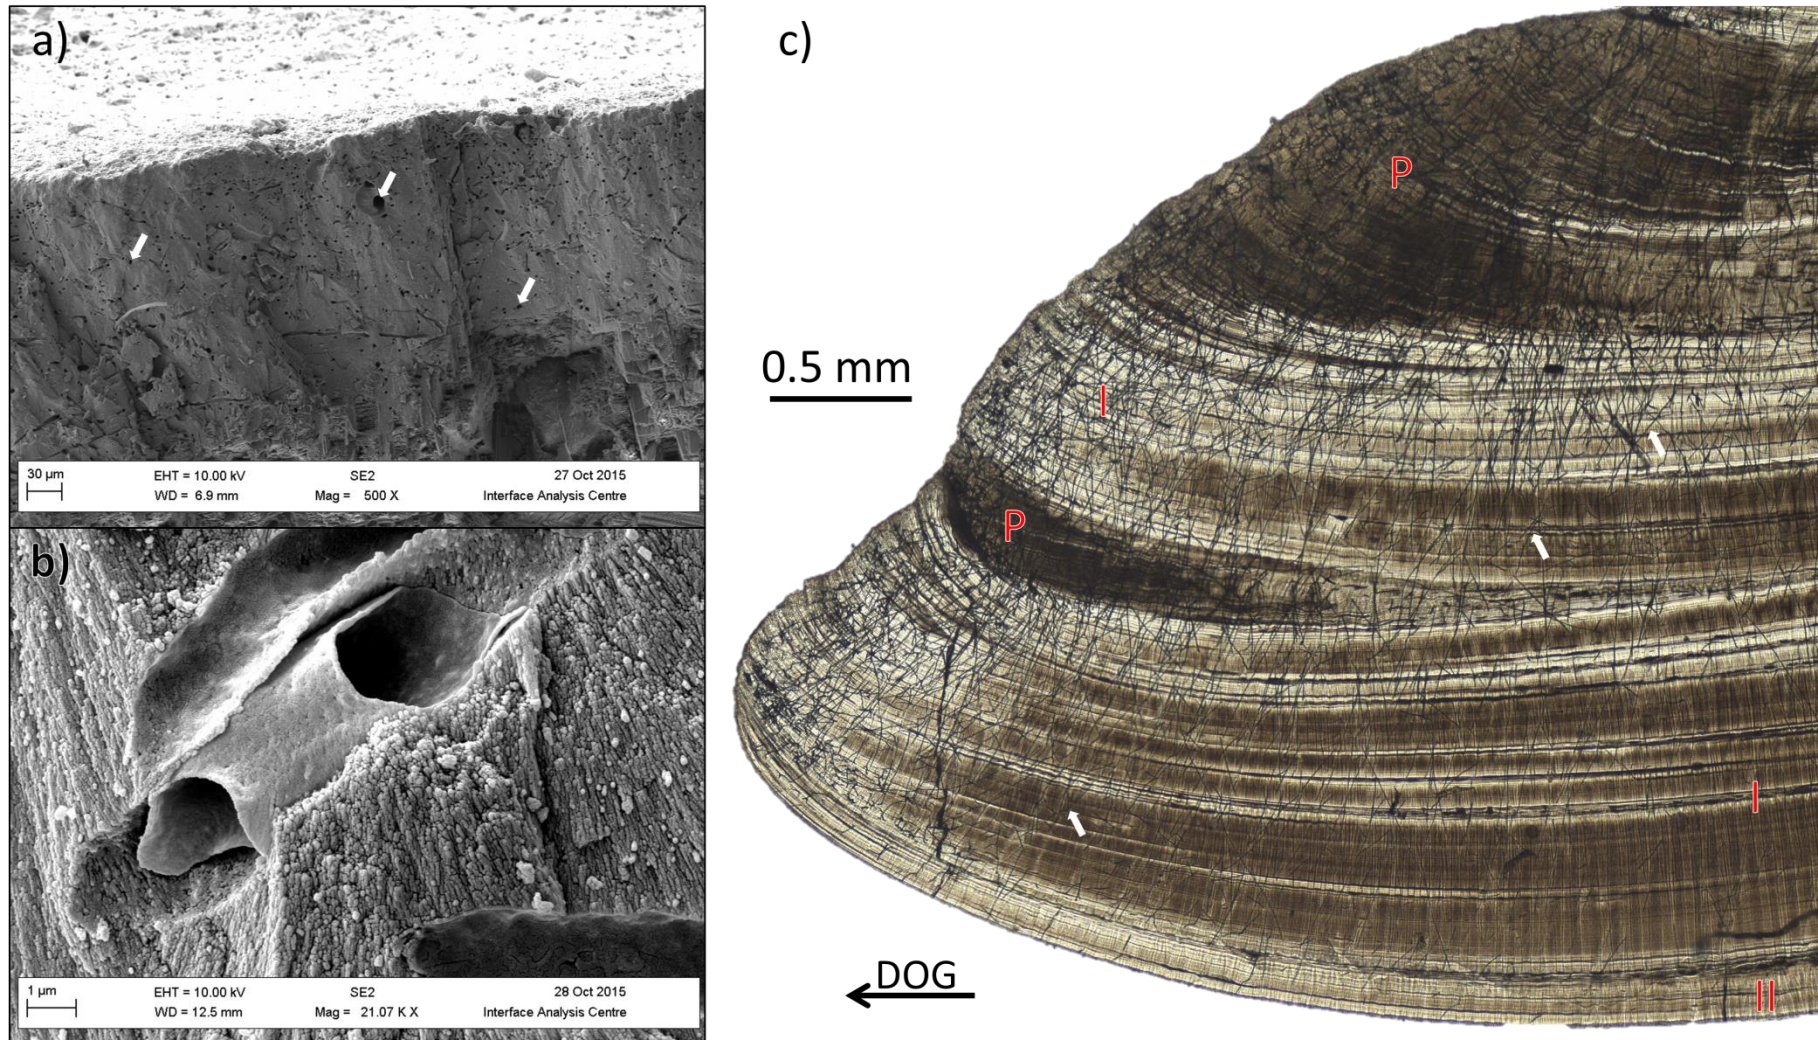 a)
30 µm
EHT = 10.00 kV
WD = 6.9 mm
SE2
Mag = 500 X
27 Oct 2015
Interface Analysis Centre
b)
1 µm
EHT = 10.00 kV
WD = 12.5 mm
SE2
Mag = 21.07 K X
28 Oct 2015
Interface Analysis Centre
c)
P
I
0.5 mm
P
I
II
DOG